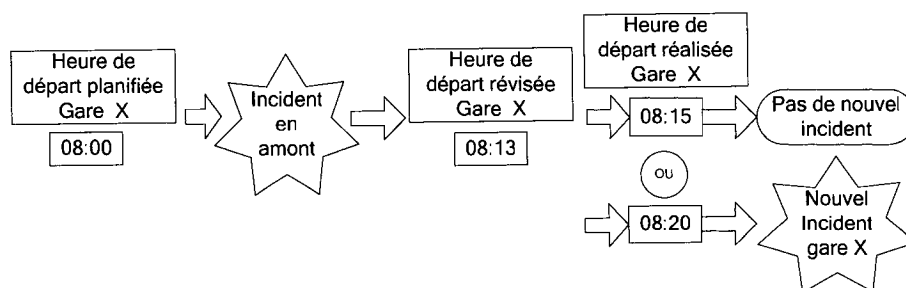 Heure de
départ planifiée
Gare X
08:00
Incident
en
amont
Heure de
départ révisée
Gare X
08:13
Heure de
départ réalisée
Gare X
08:15
Pas de nouvel
incident
OU
08:20
Nouvel
Incident
gare X